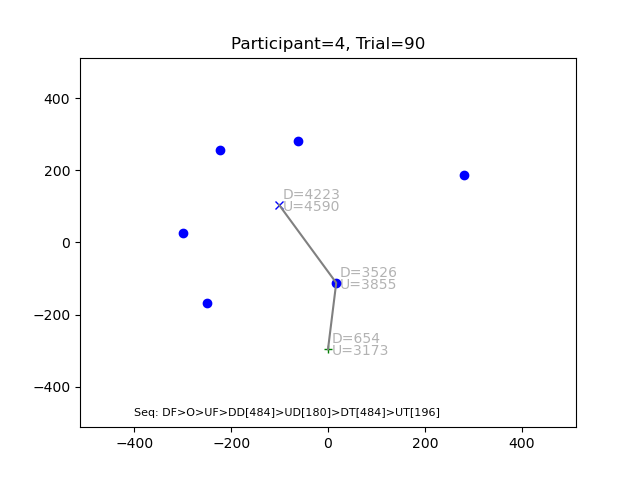 Participant=4, Trial=90
400
200
0
−200
−400
D=4223
U=4590
D=3526
U=3855
D=654
U=3173
Seq: DF>O>UF>DD[484]>UD[180]>DT[484]>UT[196]
−400
−200
0
200
400